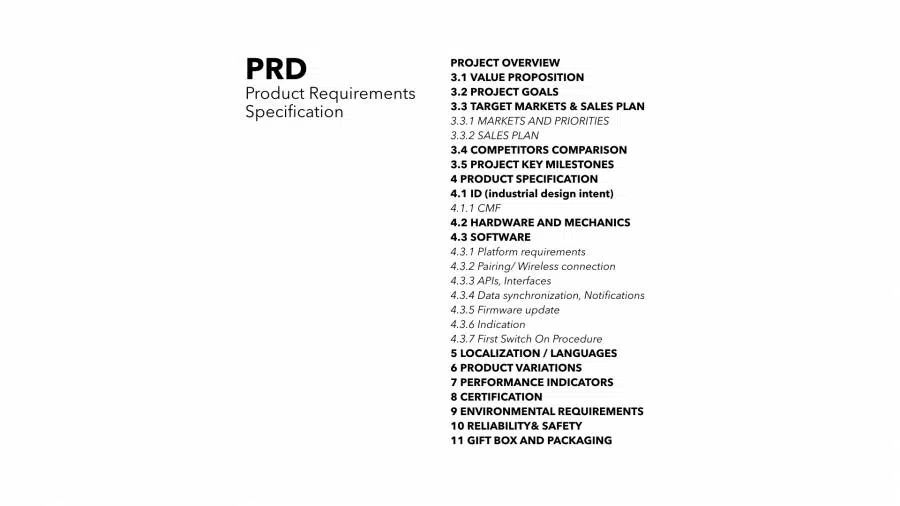 PRD
Product Requirements
Specification
PROJECT OVERVIEW
3.1 VALUE PROPOSITION
3.2 PROJECT GOALS
3.3 TARGET MARKETS & SALES PLAN
3.3.1 MARKETS AND PRIORITIES
3.3.2 SALES PLAN
3.4 COMPETITORS COMPARISON
3.5 PROJECT KEY MILESTONES
4 PRODUCT SPECIFICATION
4.1 ID (industrial design intent)
4.1.1 CMF
4.2 HARDWARE AND MECHANICS
4.3 SOFTWARE
4.3.1 Platform requirements
4.3.2 Pairing/ Wireless connection
4.3.3 APIs, Interfaces
4.3.4 Data synchronization, Notifications
4.3.5 Firmware update
4.3.6 Indication
4.3.7 First Switch On Procedure
5 LOCALIZATION / LANGUAGES
6 PRODUCT VARIATIONS
7 PERFORMANCE INDICATORS
8 CERTIFICATION
9 ENVIRONMENTAL REQUIREMENTS
10 RELIABILITY& SAFETY
11 GIFT BOX AND PACKAGING